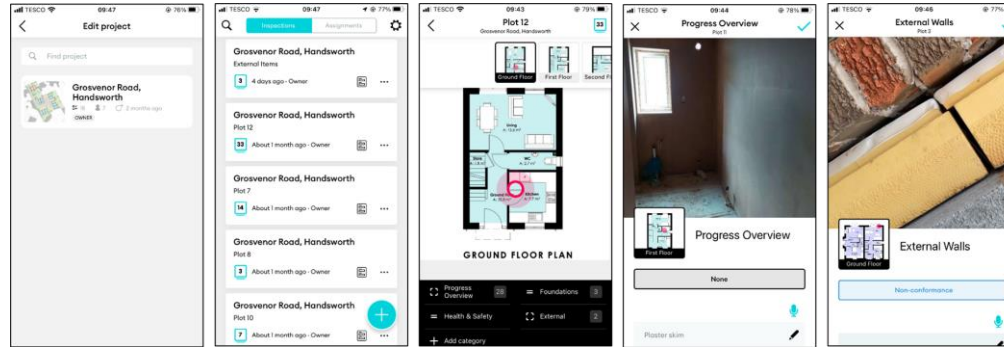 TESCO 09:47 76%
Edit project
Find project
Grosvenor Road,
Handsworth
18 7 2 months ago
OWNER
TESCO 09:47 77%
Inspections Assignments
Grosvenor Road, Handsworth
External Items
3 4 days ago - Owner
Grosvenor Road, Handsworth
Plot 12
33 About 1 month ago - Owner
Grosvenor Road, Handsworth
Plot 7
14 About 1 month ago - Owner
Grosvenor Road, Handsworth
Plot 8
3 About 1 month ago - Owner
Grosvenor Road, Handsworth
Plot 10
7 About 1 month ago - Owner
TESCO 09:43 79%
Plot 12
Grosvenor Road, Handsworth
33
Ground Floor First Floor Second Fl
Living
Store WC
Kitchen
GROUND FLOOR PLAN
Progress
Overview 28 Foundations 3
Health & Safety External 2
Add category
TESCO 09:44 78%
Progress Overview
Plot 11
First Floor
Progress Overview
None
Plaster skim
TESCO 09:46 77%
External Walls
Plot 2
Ground Floor
External Walls
Non-conformance